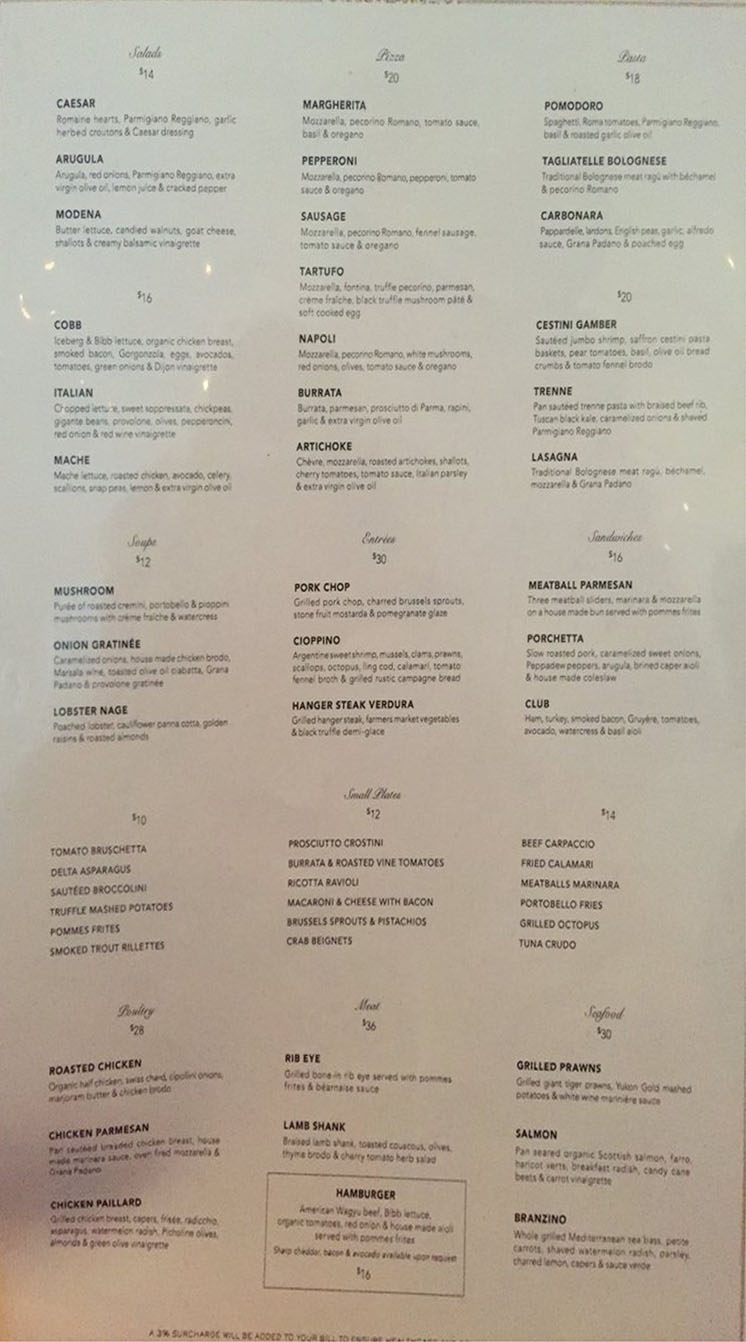 Salads
$14
CAESAR
Romaine hearts, Parmigiano Reggiano, garlic
herbed croutons & Caesar dressing
ARUGULA
Arugula, red onions, Parmigiano Reggiano, extra
virgin olive oil, lemon juice & cracked pepper
MODENA
Butter lettuce, candied walnuts, goat cheese,
shallots & creamy balsamic vinaigrette
$16
COBB
Iceberg & Bibb lettuce, organic chicken breast,
smoked bacon, Gorgonzola, eggs, avocados,
tomatoes, green onions & Dijon vinaigrette
ITALIAN
Chopped lettuce, sweet soppressata, chickpeas,
gigante beans, provolone, olives, pepperoncini,
red onion & red wine vinaigrette
MACHE
Mache lettuce, roasted chicken, avocado, celery,
scallions, snap peas, lemon & extra virgin olive oil
Pizza
$20
MARGHERITA
Mozzarella, pecorino Romano, tomato sauce,
basil & oregano
PEPPERONI
Mozzarella, pecorino Romano, pepperoni, tomato
sauce & oregano
SAUSAGE
Mozzarella, pecorino Romano, fennel sausage,
tomato sauce & oregano
TARTUFO
Mozzarella, fontina, truffle pecorino, parmesan,
crème fraîche, black truffle mushroom pâté &
soft cooked egg
NAPOLI
Mozzarella, pecorino Romano, white mushrooms,
red onions, olives, tomato sauce & oregano
BURRATA
Burrata, parmesan, prosciutto di Parma, rapini,
garlic & extra virgin olive oil
ARTICHOKE
Chèvre, mozzarella, roasted artichokes, shallots,
cherry tomatoes, tomato sauce, Italian parsley
& extra virgin olive oil
Pasta
$18
POMODORO
Spaghetti, Roma tomatoes, Parmigiano Reggiano,
basil & roasted garlic olive oil
TAGLIATELLE BOLOGNESE
Traditional Bolognese meat ragù with béchamel
& pecorino Romano
CARBONARA
Pappardelle, lardons, English peas, garlic, alfredo
sauce, Grana Padano & poached egg
$20
CESTINI GAMBER
Sautéed jumbo shrimp, saffron cestini pasta
baskets, pear tomatoes, basil, olive oil bread
crumbs & tomato fennel brodo
TRENNE
Pan sautéed trenne pasta with braised beef rib,
Tuscan black kale, caramelized onions & shaved
Parmigiano Reggiano
LASAGNA
Traditional Bolognese meat ragù, béchamel,
mozzarella & Grana Padano
Soups
$12
MUSHROOM
Purée of roasted cremini, portobello & pioppini
mushrooms with crème fraîche & watercress
ONION GRATINÉE
Caramelized onions, house made chicken brodo,
Marsala wine, toasted olive oil ciabatta, Grana
Padano & provolone gratinée
LOBSTER NAGE
Poached lobster, cauliflower panna cotta, golden
raisins & roasted almonds
Entrées
$30
PORK CHOP
Grilled pork chop, charred brussels sprouts,
stone fruit mostarda & pomegranate glaze
CIOPPINO
Argentine sweet shrimp, mussels, clams, prawns,
scallops, octopus, ling cod, calamari, tomato
fennel broth & grilled rustic campagne bread
HANGER STEAK VERDURA
Grilled hanger steak, farmers market vegetables
& black truffle demi-glace
Sandwiches
$16
MEATBALL PARMESAN
Three meatball sliders, marinara & mozzarella
on a house made bun served with pommes frites
PORCHETTA
Slow roasted pork, caramelized sweet onions,
Peppadew peppers, arugula, brined caper aioli
& house made coleslaw
CLUB
Ham, turkey, smoked bacon, Gruyère, tomatoes,
avocado, watercress & basil aioli
Small Plates
$10
TOMATO BRUSCHETTA
DELTA ASPARAGUS
SAUTÉED BROCCOLINI
TRUFFLE MASHED POTATOES
POMMES FRITES
SMOKED TROUT RILLETTES
$12
PROSCIUTTO CROSTINI
BURRATA & ROASTED VINE TOMATOES
RICOTTA RAVIOLI
MACARONI & CHEESE WITH BACON
BRUSSELS SPROUTS & PISTACHIOS
CRAB BEIGNETS
$14
BEEF CARPACCIO
FRIED CALAMARI
MEATBALLS MARINARA
PORTOBELLO FRIES
GRILLED OCTOPUS
TUNA CRUDO
Poultry
$28
ROASTED CHICKEN
Organic half chicken, swiss chard, cipollini onions,
marjoram butter & chicken brodo
CHICKEN PARMESAN
Pan sautéed breaded chicken breast, house
made marinara sauce, oven fired mozzarella &
Grana Padano
CHICKEN PAILLARD
Grilled chicken breast, capers, frisée, radicchio,
asparagus, watermelon radish, Picholine olives,
almonds & green olive vinaigrette
Meat
$36
RIB EYE
Grilled bone-in rib eye served with pommes
frites & béarnaise sauce
LAMB SHANK
Braised lamb shank, toasted couscous, olives,
thyme brodo & cherry tomato herb salad
HAMBURGER
American Wagyu beef, Bibb lettuce,
organic tomatoes, red onion & house made aioli
served with pommes frites
Sharp cheddar, bacon & avocado available upon request
$16
Seafood
$30
GRILLED PRAWNS
Grilled giant tiger prawns, Yukon Gold mashed
potatoes & white wine marinière sauce
SALMON
Pan seared organic Scottish salmon, farro,
haricot verts, breakfast radish, candy cane
beets & carrot vinaigrette
BRANZINO
Whole grilled Mediterranean sea bass, petite
carrots, shaved watermelon radish, parsley,
charred lemon, capers & sauce verde
A 3% SURCHARGE WILL BE ADDED TO YOUR BILL TO ENSURE HEALTHCARE